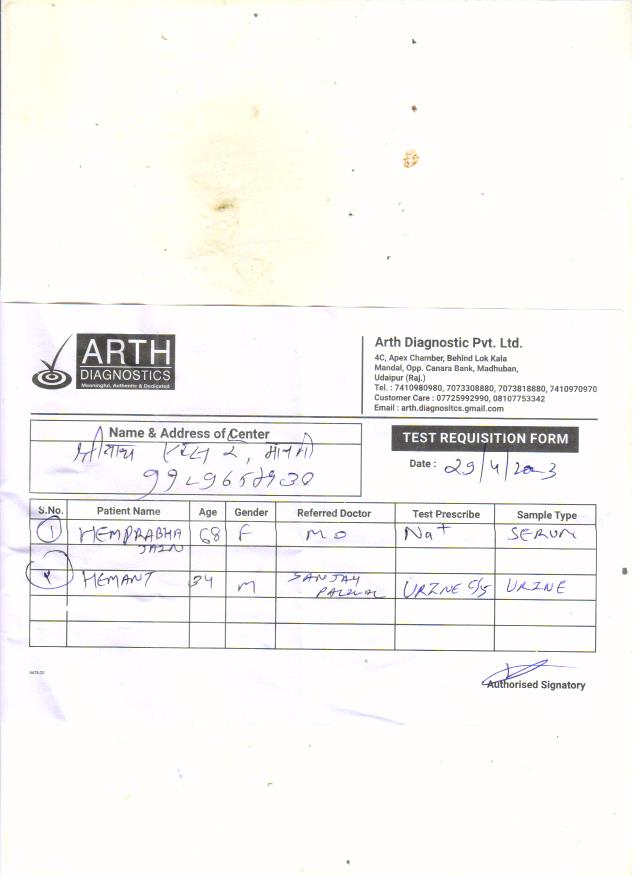 ARTH
DIAGNOSTICS
Meaningful, Authentic & Dedicated
Arth Diagnostic Pvt. Ltd.
4C, Apex Chamber, Behind Lok Kala
Mandal, Opp. Canara Bank, Madhuban,
Udaipur (Raj.)
Tel. : 7410980980, 7073308880, 7073818880, 7410970970
Customer Care : 07725992990, 08107753342
Email : arth.diagnositcs.gmail.com
Name & Address of Center
TEST REQUISITION FORM
Date : 29/4/2023
S.No. Patient Name Age Gender Referred Doctor Test Prescribe Sample Type
1 HEMPRABHA JAIN 68 F MO Na+ SERUM
2 HEMANT 34 M SANJAY URINE C/S URINE
Authorised Signatory